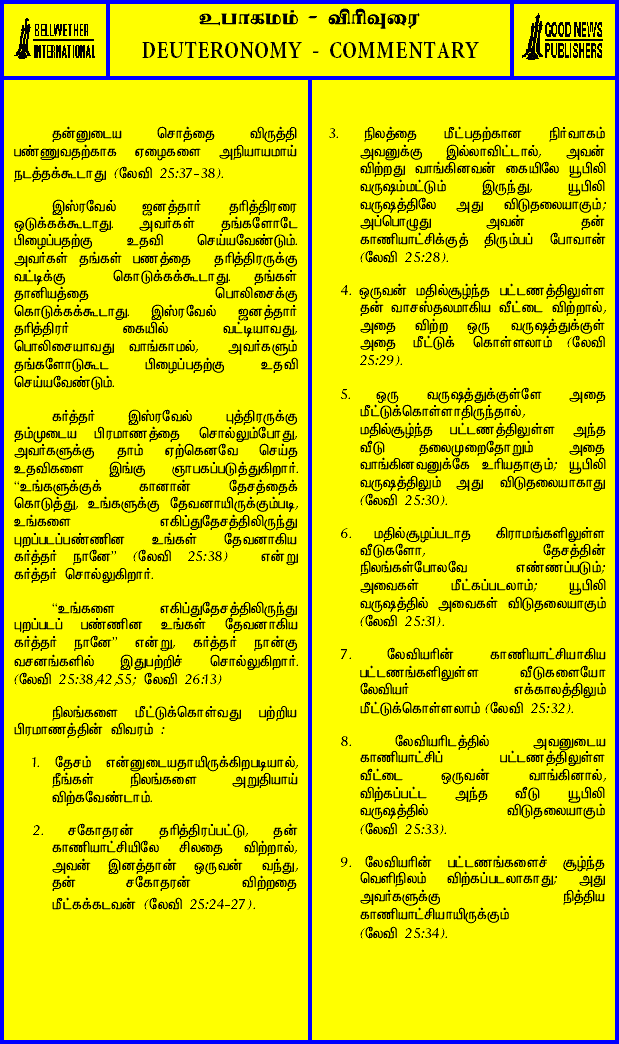 BELLWETHER
INTERNATIONAL
உபாகமம் - விரிவுரை
DEUTERONOMY - COMMENTARY
GOOD NEWS
PUBLISHERS
தன்னுடைய சொத்தை விருத்தி
பண்ணுவதற்காக ஏழைகளை அநியாயமாய்
நடத்தக்கூடாது (லேவி 25:37-38).
இஸ்ரவேல் ஜனத்தார் தரித்திரரை
ஒடுக்கக்கூடாது. அவர்கள் தங்களோடே
பிழைப்பதற்கு உதவி செய்யவேண்டும்.
அவர்கள் தங்கள் பணத்தை தரித்திரருக்கு
வட்டிக்கு கொடுக்கக்கூடாது. தங்கள்
தானியத்தை பொலிசைக்கு
கொடுக்கக்கூடாது. இஸ்ரவேல் ஜனத்தார்
தரித்திரர் கையில் வட்டியாவது,
பொலிசையாவது வாங்காமல், அவர்களும்
தங்களோடுகூட பிழைப்பதற்கு உதவி
செய்யவேண்டும்.
கர்த்தர் இஸ்ரவேல் புத்திரருக்கு
தம்முடைய பிரமாணத்தை சொல்லும்போது,
அவர்களுக்கு தாம் ஏற்கெனவே செய்த
உதவிகளை இங்கு ஞாபகப்படுத்துகிறார்.
“உங்களுக்குக் கானான் தேசத்தைக்
கொடுத்து, உங்களுக்கு தேவனாயிருக்கும்படி,
உங்களை எகிப்துதேசத்திலிருந்து
புறப்படப்பண்ணின உங்கள் தேவனாகிய
கர்த்தர் நானே” (லேவி 25:38) என்று
கர்த்தர் சொல்லுகிறார்.
“உங்களை எகிப்துதேசத்திலிருந்து
புறப்படப் பண்ணின உங்கள் தேவனாகிய
கர்த்தர் நானே” என்று, கர்த்தர் நான்கு
வசனங்களில் இதுபற்றிச் சொல்லுகிறார்.
(லேவி 25:38,42,55; லேவி 26:13)
நிலங்களை மீட்டுக்கொள்வது பற்றிய
பிரமாணத்தின் விவரம் :
1. தேசம் என்னுடையதாயிருக்கிறபடியால்,
நீங்கள் நிலங்களை அறுதியாய்
விற்கவேண்டாம்.
2. சகோதரன் தரித்திரப்பட்டு, தன்
காணியாட்சியிலே சிலதை விற்றால்,
அவன் இனத்தான் ஒருவன் வந்து,
தன் சகோதரன் விற்றதை
மீட்கக்கடவன் (லேவி 25:24-27).
3. நிலத்தை மீட்பதற்கான நிர்வாகம்
அவனுக்கு இல்லாவிட்டால், அவன்
விற்றது வாங்கினவன் கையிலே யூபிலி
வருஷம்மட்டும் இருந்து, யூபிலி
வருஷத்திலே அது விடுதலையாகும்;
அப்பொழுது அவன் தன்
காணியாட்சிக்குத் திரும்பப் போவான்
(லேவி 25:28).
4. ஒருவன் மதில்சூழ்ந்த பட்டணத்திலுள்ள
தன் வாசஸ்தலமாகிய வீட்டை விற்றால்,
அதை விற்ற ஒரு வருஷத்துக்குள்
அதை மீட்டுக் கொள்ளலாம் (லேவி
25:29).
5. ஒரு வருஷத்துக்குள்ளே அதை
மீட்டுக்கொள்ளாதிருந்தால்,
மதில்சூழ்ந்த பட்டணத்திலுள்ள அந்த
வீடு தலைமுறைதோறும் அதை
வாங்கினவனுக்கே உரியதாகும்; யூபிலி
வருஷத்திலும் அது விடுதலையாகாது
(லேவி 25:30).
6. மதில்சூழப்படாத கிராமங்களிலுள்ள
வீடுகளோ, தேசத்தின்
நிலங்கள்போலவே எண்ணப்படும்;
அவைகள் மீட்கப்படலாம்; யூபிலி
வருஷத்தில் அவைகள் விடுதலையாகும்
(லேவி 25:31).
7. லேவியரின் காணியாட்சியாகிய
பட்டணங்களிலுள்ள வீடுகளையோ
லேவியர் எக்காலத்திலும்
மீட்டுக்கொள்ளலாம் (லேவி 25:32).
8. லேவியரிடத்தில் அவனுடைய
காணியாட்சிப் பட்டணத்திலுள்ள
வீட்டை ஒருவன் வாங்கினால்,
விற்கப்பட்ட அந்த வீடு யூபிலி
வருஷத்தில் விடுதலையாகும்
(லேவி 25:33).
9. லேவியரின் பட்டணங்களைச் சூழ்ந்த
வெளிநிலம் விற்கப்படலாகாது; அது
அவர்களுக்கு நித்திய
காணியாட்சியாயிருக்கும்
(லேவி 25:34).